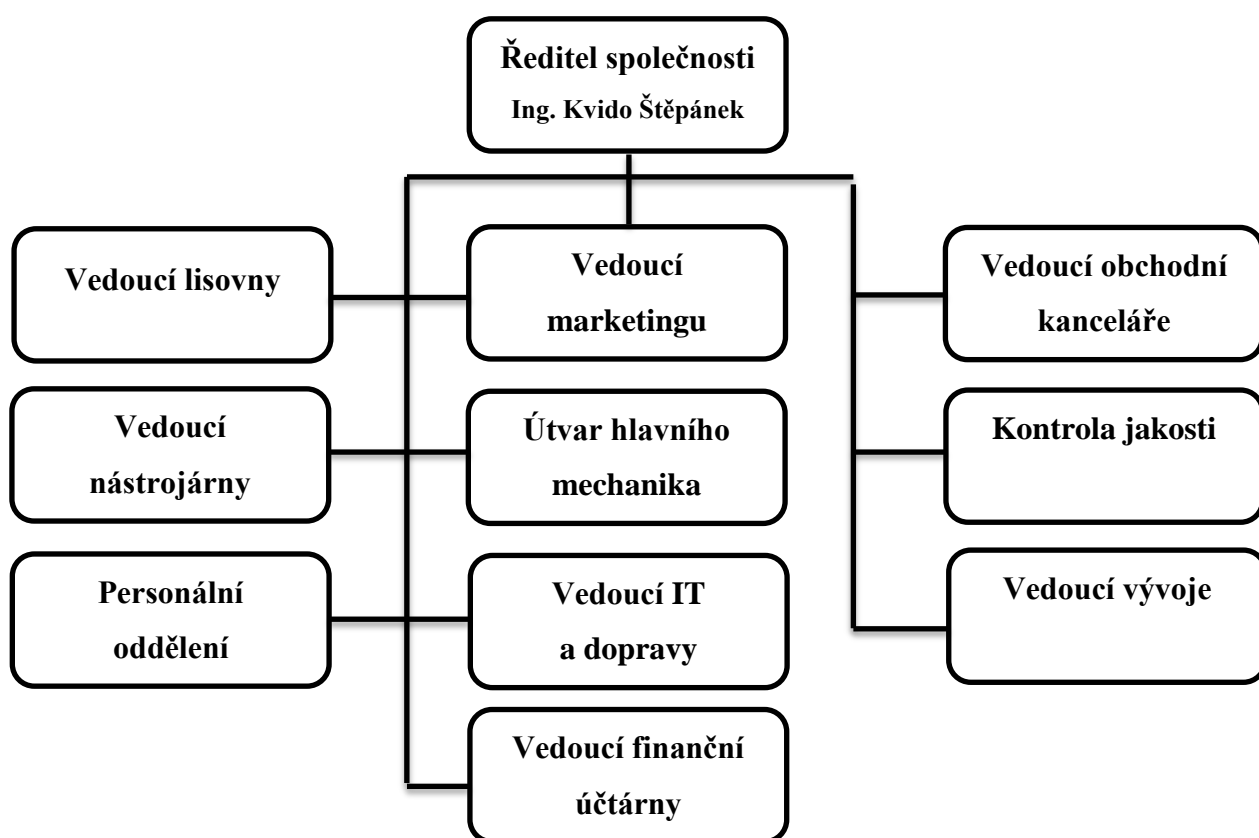 Ředitel společnosti
Ing. Kvido Štěpánek
Vedoucí lisovny
Vedoucí
marketingu
Vedoucí obchodní
kanceláře
Vedoucí
nástrojárny
Útvar hlavního
mechanika
Kontrola jakosti
Personální
oddělení
Vedoucí IT
a dopravy
Vedoucí vývoje
Vedoucí finanční
účtárny